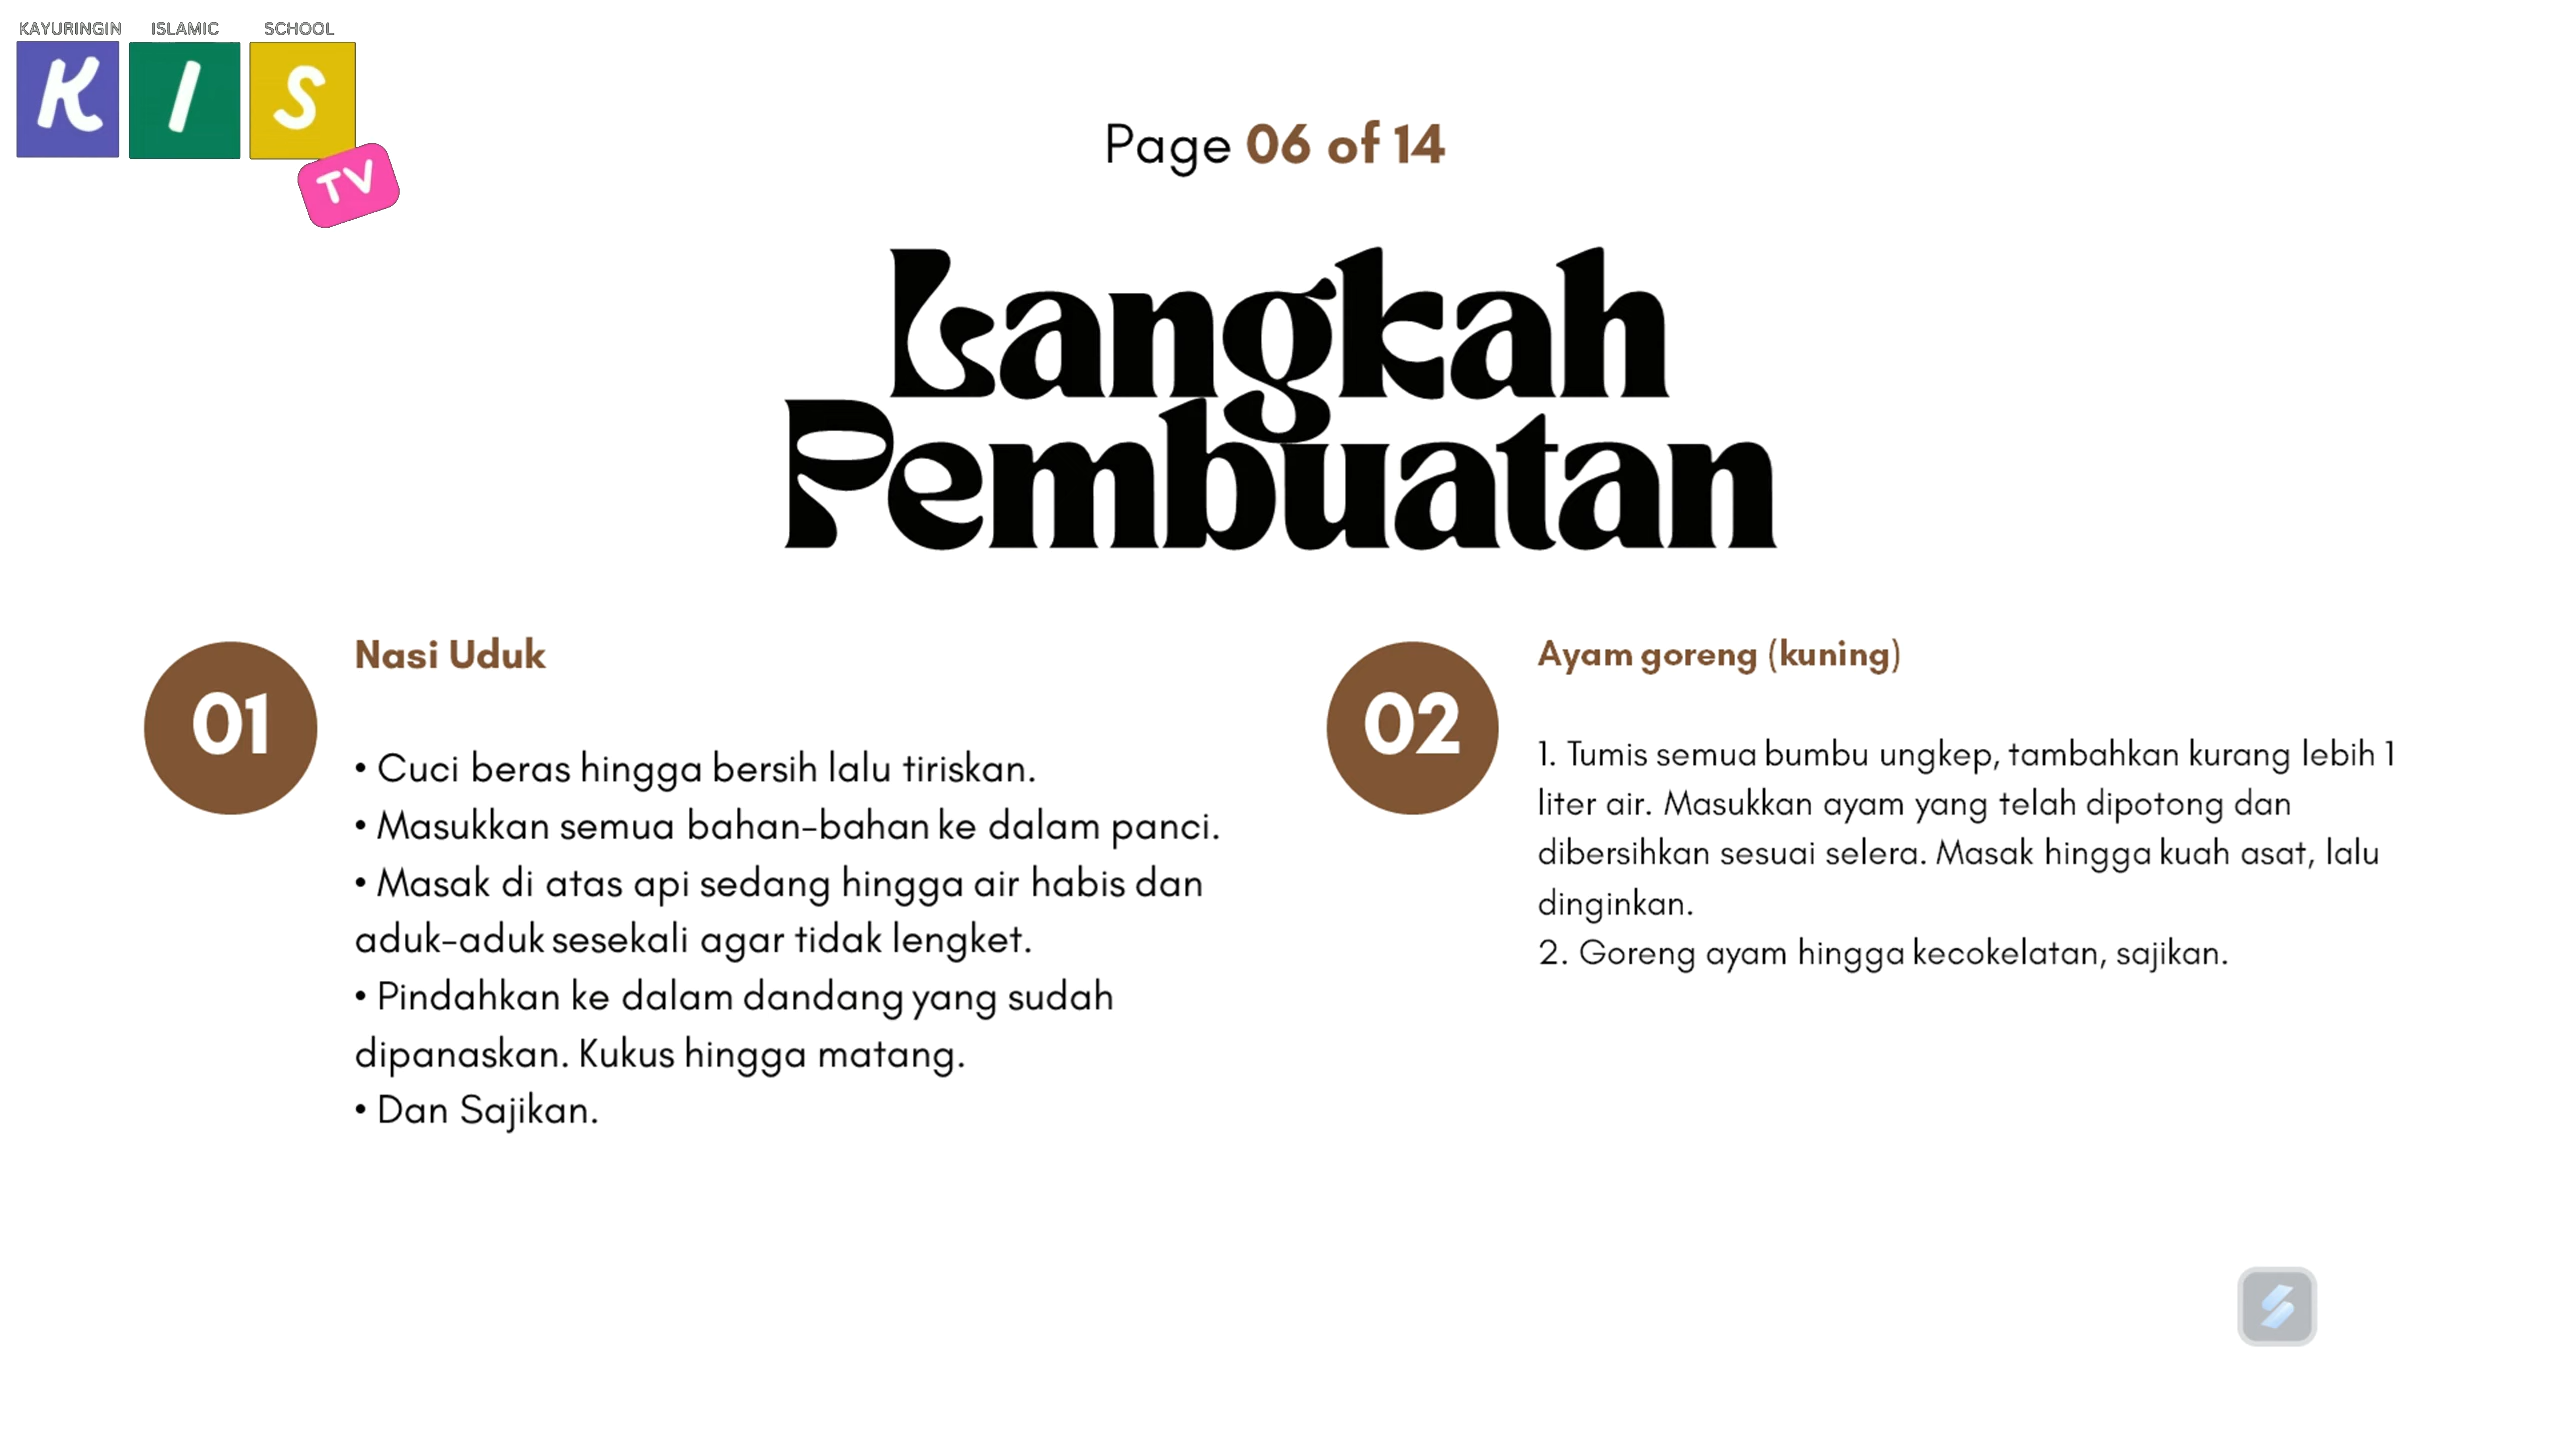 KAYURINGIN ISLAMIC SCHOOL
K I S
TV
Page 06 of 14
Langkah
Pembuatan
01
Nasi Uduk
• Cuci beras hingga bersih lalu tiriskan.
• Masukkan semua bahan-bahan ke dalam panci.
• Masak di atas api sedang hingga air habis dan
aduk-aduk sesekali agar tidak lengket.
• Pindahkan ke dalam dandang yang sudah
dipanaskan. Kukus hingga matang.
• Dan Sajikan.
02
Ayam goreng (kuning)
1. Tumis semua bumbu ungkep, tambahkan kurang lebih 1
liter air. Masukkan ayam yang telah dipotong dan
dibersihkan sesuai selera. Masak hingga kuah asat, lalu
dinginkan.
2. Goreng ayam hingga kecokelatan, sajikan.